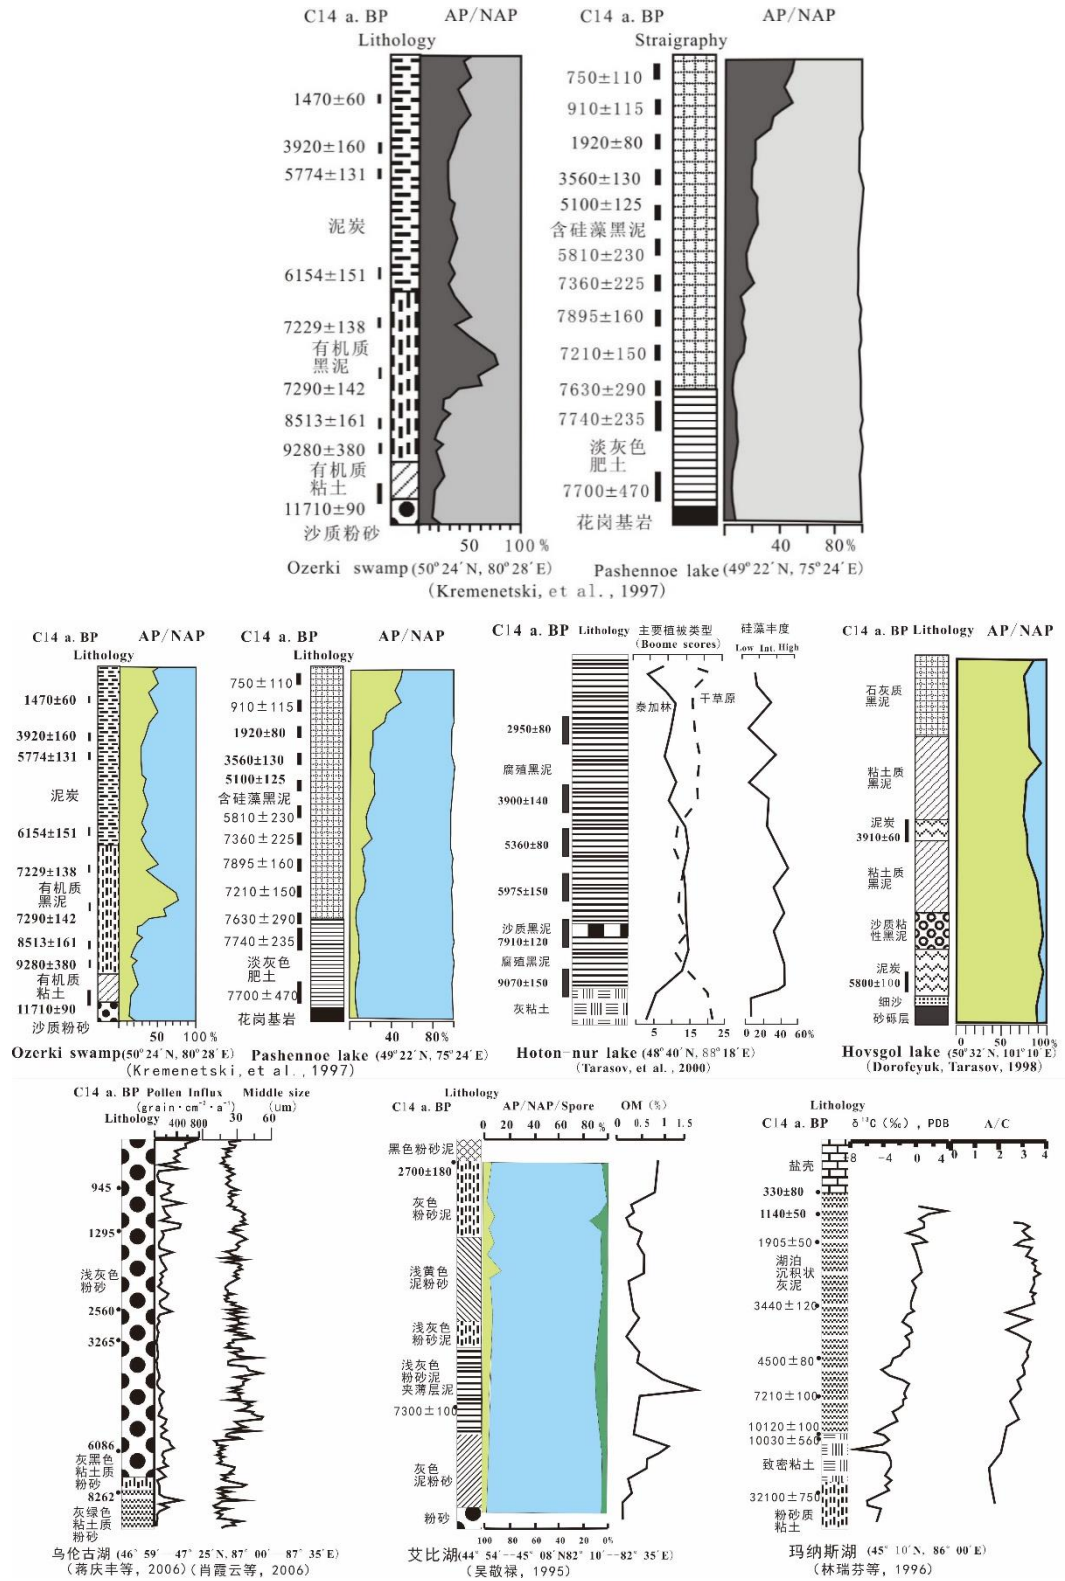 C14 a. BP AP/NAP
Lithology
1470±60
3920±160
5774±131
泥炭
6154±151
7229±138
有机质
黑泥
7290±142
8513±161
9280±380
有机质
粘土
11710±90
沙质粉砂
50 100%
Ozerki swamp(50°24′N, 80°28′E)
C14 a. BP AP/NAP
Straigraphy
750±110
910±115
1920±80
3560±130
5100±125
含硅藻黑泥
5810±230
7360±225
7895±160
7210±150
7630±290
7740±235
淡灰色
肥土
7700±470
花岗基岩
40 80%
Pashennoe lake(49°22′N, 75°24′E)
(Kremenetski, et al., 1997)
C14 a. BP AP/NAP
Lithology
1470±60
3920±160
5774±131
泥炭
6154±151
7229±138
有机质
黑泥
7290±142
8513±161
9280±380
有机质
粘土
11710±90
沙质粉砂
0 50 100%
Ozerki swamp(50°24′N, 80°28′E)
C14 a. BP AP/NAP
Lithology
750±110
910±115
1920±80
3560±130
5100±125
含硅藻黑泥
5810±230
7360±225
7895±160
7210±150
7630±290
7740±235
淡灰色
肥土
7700±470
花岗基岩
40 80%
Pashennoe lake (49°22′N, 75°24′E)
(Kremenetski, et al., 1997)
C14 a. BP Lithology 主要植被类型 硅藻丰度
(Boome scores) Low Int. High
泰加林 干草原
2950±80
腐殖黑泥
3900±140
5360±80
5975±150
沙质黑泥
7910±120
腐殖黑泥
9070±150
灰粘土
5 15 25 0 20 40 60%
Hoton-nur lake (48°40′N, 88°18′E)
(Tarasov, et al., 2000)
C14 a. BP Lithology AP/NAP
石灰质
黑泥
粘土质
黑泥
泥炭
3910±60
粘土质
黑泥
沙质粘
性黑泥
泥炭
5800±100
细沙
砂砾层
0 50 100%
Hovsgol lake (50°32′N, 101°10′E)
(Dorofcyuk, Tarasov, 1998)
C14 a. BP Pollen Influx Middle size
(grain·cm⁻²·a⁻¹) (um)
Lithology 400 800 30 60
945
1295
浅灰色
粉砂
2560
3265
6086
灰黑色
粘土质
粉砂
8262
灰绿色
粘土质
粉砂
乌伦古湖(46° 59′ 47° 25′N, 87° 00′ 87° 35′E)
(蒋庆丰等, 2006)(肖霞云等, 2006)
Lithology
C14 a. BP AP/NAP/Spore OM (%)
0 20 40 60 80 % 0 0.5 1 1.5
黑色粉砂泥
2700±180
灰色
粉砂泥
浅黄色
泥粉砂
浅灰色
粉砂泥
浅灰色
粉砂泥
夹薄层泥
7300±100
灰色
泥粉砂
粉砂
100 80 60 40 20 0%
艾比湖(44° 54′--45° 08′N82° 10′--82° 35′E)
(吴敬禄, 1995)
Lithology
C14 a. BP δ¹³C (‰), PDB A/C
-8 -4 0 4 0 1 2 3 4
盐壳
330±80
1140±50
1905±50
湖泊
沉积状
灰泥
3440±120
4500±80
7210±100
10120±100
10030±560
致密粘土
32100±750
粉砂质
粘土
玛纳斯湖 (45° 10′N, 86° 00′E)
(林瑞芬等, 1996)